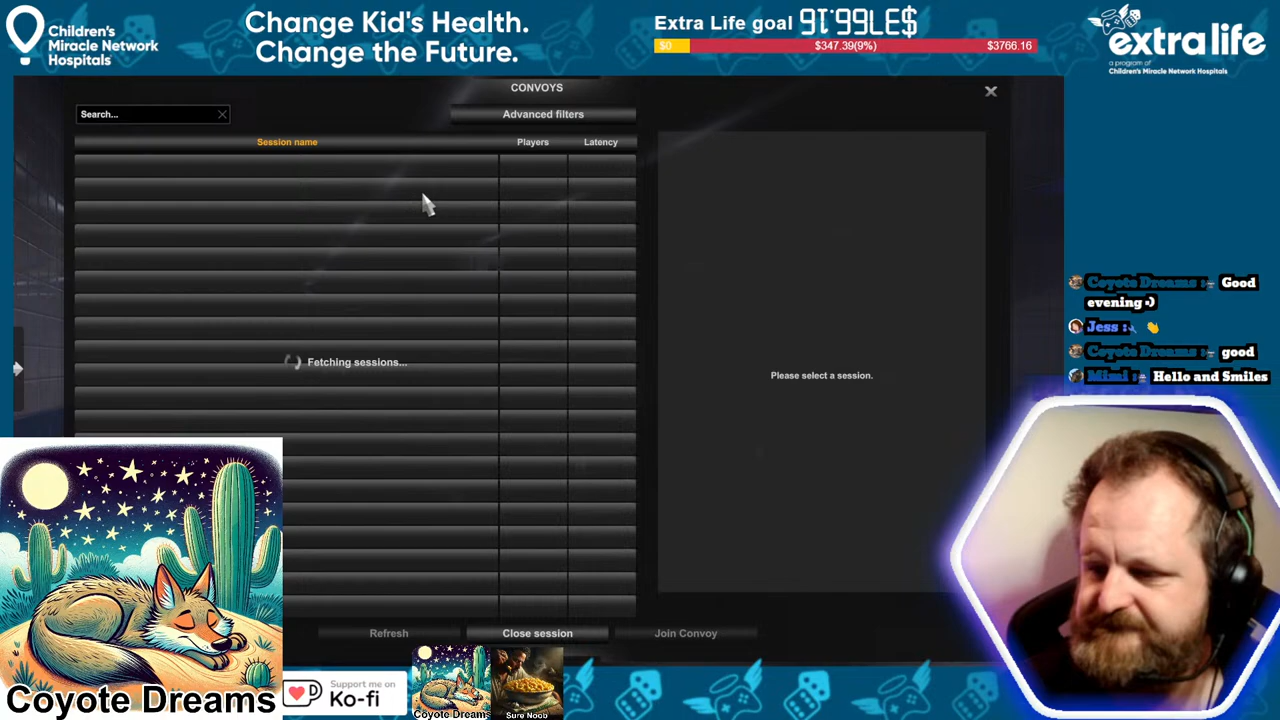 Children's
Miracle Network
Hospitals
Change Kid's Health.
Change the Future.
Extra Life goal
$0
$347.39(9%)
$3766.16
extra life
a program of
Children's Miracle Network Hospitals
CONVOYS
Search...
Advanced filters
Session name
Players
Latency
Fetching sessions...
Please select a session.
Refresh
Close session
Join Convoy
Coyote Dreams : Good
evening =)
Jess :
Coyote Dreams : good
Mimi : Hello and Smiles
Coyote Dreams
Support me on
Ko-fi
Coyote Dreams
Sure Noob